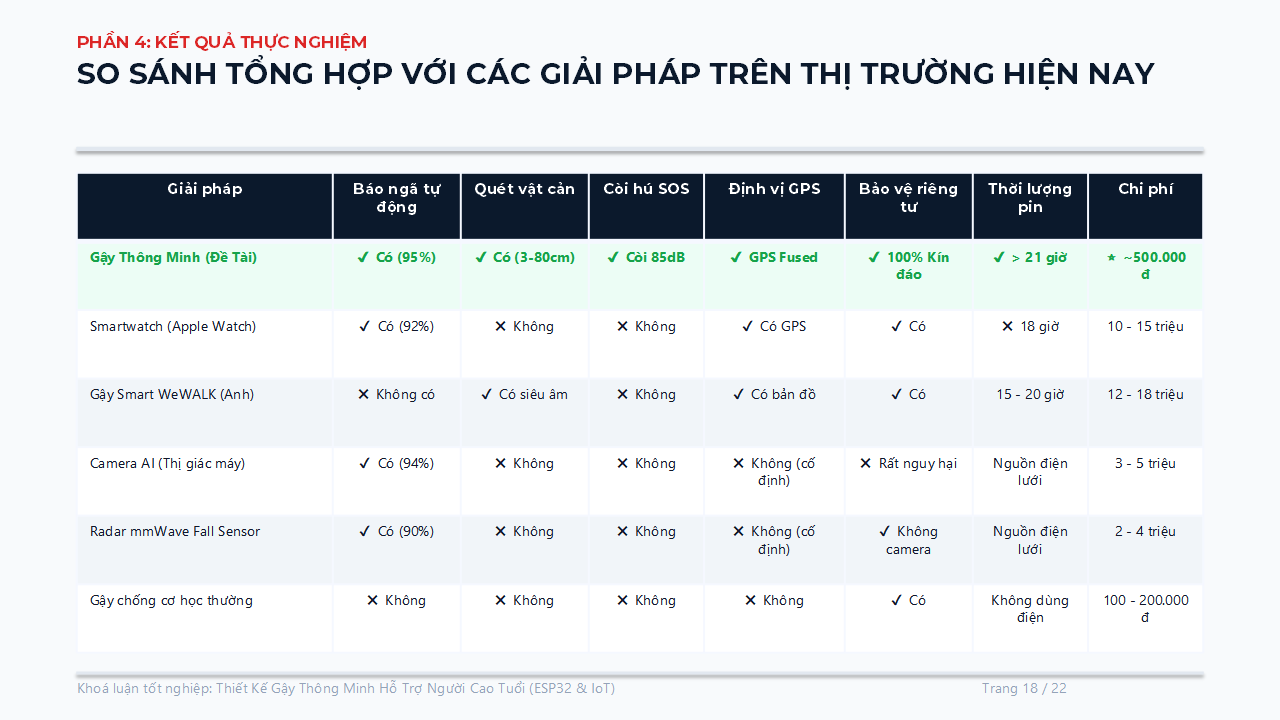 PHẦN 4: KẾT QUẢ THỰC NGHIỆM
SO SÁNH TỔNG HỢP VỚI CÁC GIẢI PHÁP TRÊN THỊ TRƯỜNG HIỆN NAY
Giải pháp
Báo ngã tự
động
Quét vật cản
Còi hú SOS
Định vị GPS
Bảo vệ riêng
tư
Thời lượng
pin
Chi phí
Gậy Thông Minh (Đề Tài)
✓ Có (95%)
✓ Có (3-80cm)
✓ Còi 85dB
✓ GPS Fused
✓ 100% Kín
đáo
✓ > 21 giờ
★ ~500.000
đ
Smartwatch (Apple Watch)
✓ Có (92%)
✕ Không
✕ Không
✓ Có GPS
✓ Có
✕ 18 giờ
10 - 15 triệu
Gậy Smart WeWALK (Anh)
✕ Không có
✓ Có siêu âm
✕ Không
✓ Có bản đồ
✓ Có
15 - 20 giờ
12 - 18 triệu
Camera AI (Thị giác máy)
✓ Có (94%)
✕ Không
✕ Không
✕ Không (cố
định)
✕ Rất nguy hại
Nguồn điện
lưới
3 - 5 triệu
Radar mmWave Fall Sensor
✓ Có (90%)
✕ Không
✕ Không
✕ Không (cố
định)
✓ Không
camera
Nguồn điện
lưới
2 - 4 triệu
Gậy chống cơ học thường
✕ Không
✕ Không
✕ Không
✕ Không
✓ Có
Không dùng
điện
100 - 200.000
đ
Khoá luận tốt nghiệp: Thiết Kế Gậy Thông Minh Hỗ Trợ Người Cao Tuổi (ESP32 & IoT)
Trang 18 / 22